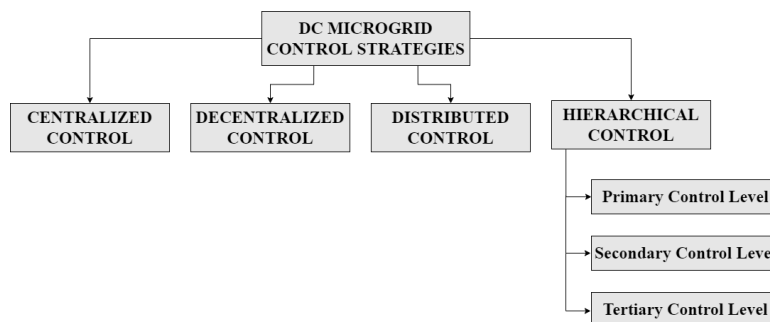 DC MICROGRID
CONTROL STRATEGIES
CENTRALIZED
CONTROL
DECENTRALIZED
CONTROL
DISTRIBUTED
CONTROL
HIERARCHICAL
CONTROL
Primary Control Level
Secondary Control Level
Tertiary Control Level